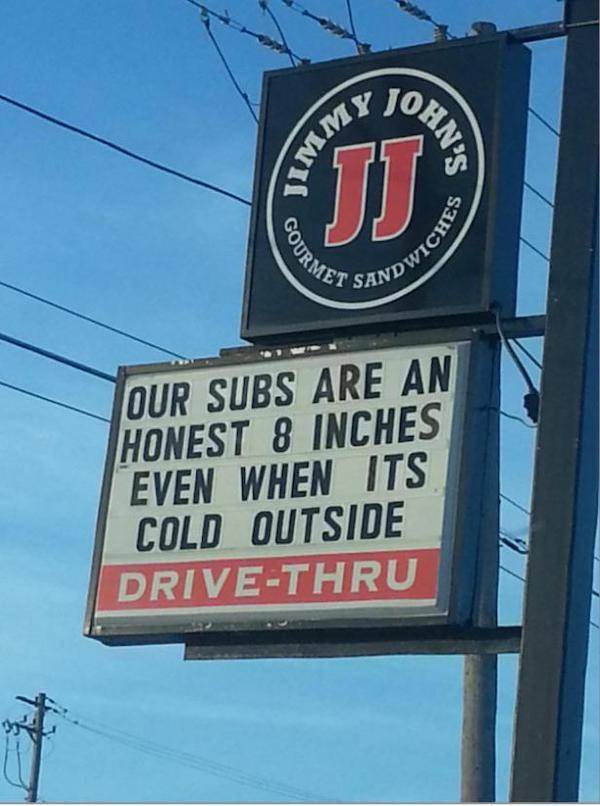 JIMMY JOHN'S
JJ
GOURMET SANDWICHES
OUR SUBS ARE AN
HONEST 8 INCHES
EVEN WHEN ITS
COLD OUTSIDE
DRIVE-THRU